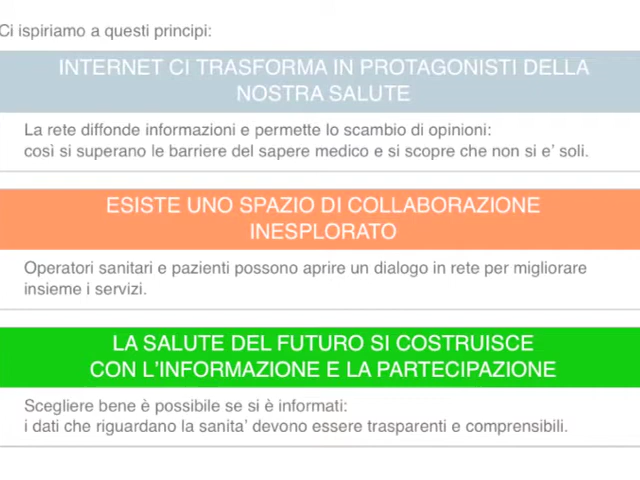 Ci ispiriamo a questi principi:
INTERNET CI TRASFORMA IN PROTAGONISTI DELLA
NOSTRA SALUTE
La rete diffonde informazioni e permette lo scambio di opinioni:
così si superano le barriere del sapere medico e si scopre che non si e' soli.
ESISTE UNO SPAZIO DI COLLABORAZIONE
INESPLORATO
Operatori sanitari e pazienti possono aprire un dialogo in rete per migliorare
insieme i servizi.
LA SALUTE DEL FUTURO SI COSTRUISCE
CON L'INFORMAZIONE E LA PARTECIPAZIONE
Scegliere bene è possibile se si è informati:
i dati che riguardano la sanita' devono essere trasparenti e comprensibili.